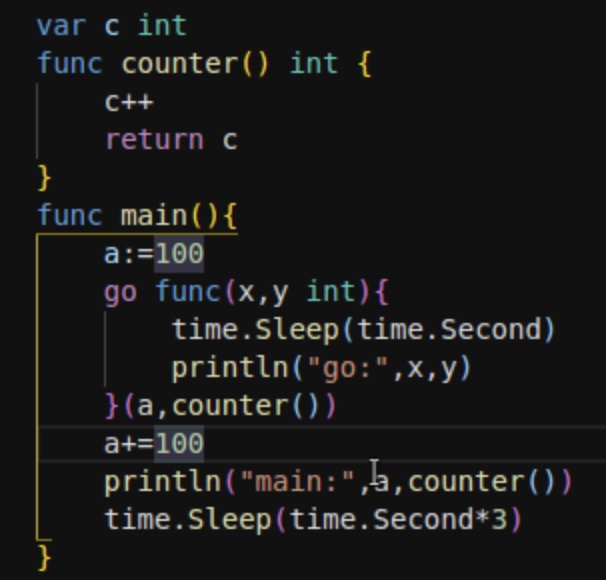 var c int
func counter() int {
    c++
    return c
}
func main(){
    a:=100
    go func(x,y int){
        time.Sleep(time.Second)
        println("go:",x,y)
    }(a,counter())
    a+=100
    println("main:",a,counter())
    time.Sleep(time.Second*3)
}